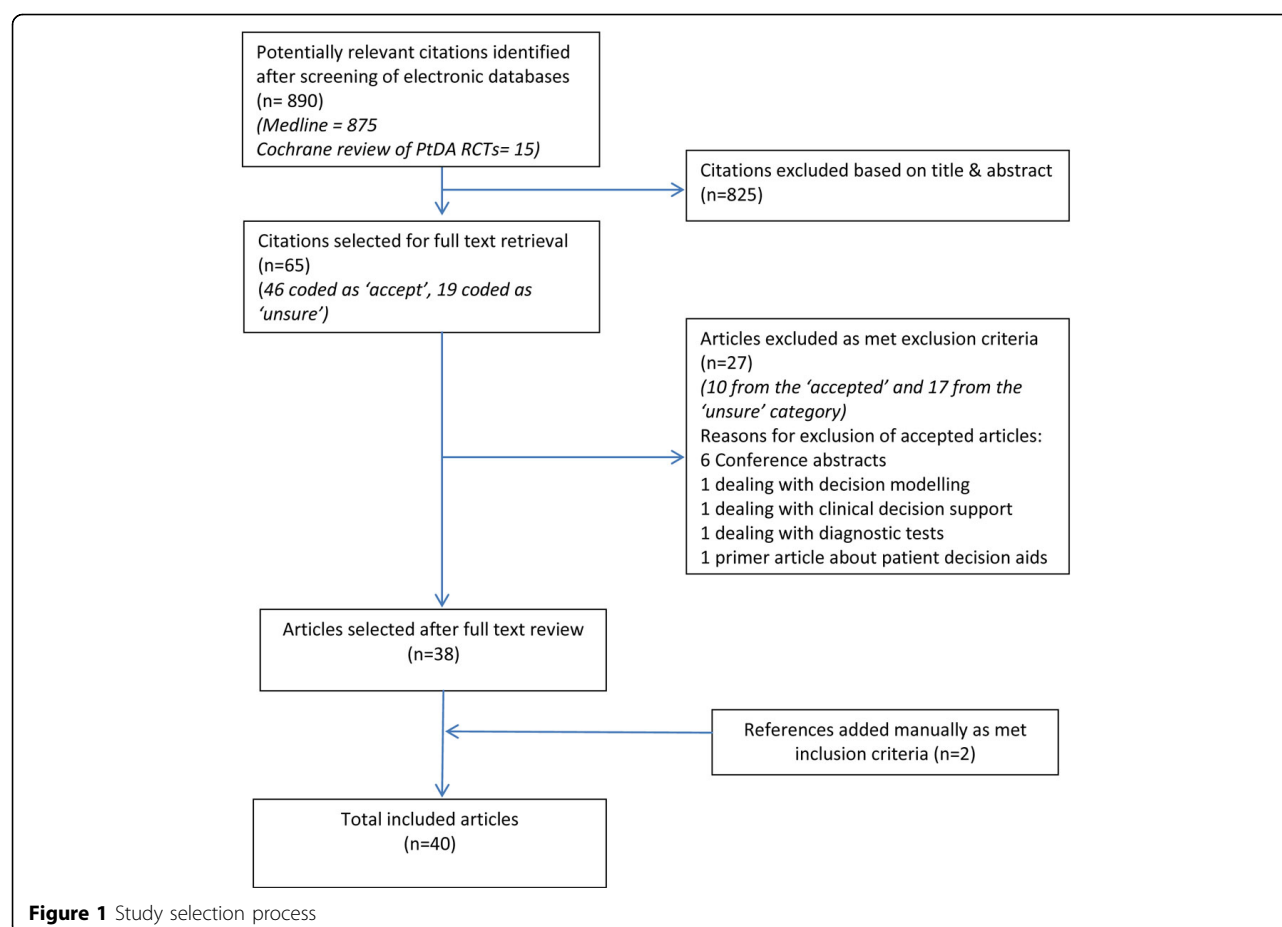 Potentially relevant citations identified
after screening of electronic databases
(n= 890)
(Medline = 875
Cochrane review of PtDA RCTs= 15)
Citations excluded based on title & abstract
(n=825)
Citations selected for full text retrieval
(n=65)
(46 coded as ‘accept’, 19 coded as
‘unsure’)
Articles excluded as met exclusion criteria
(n=27)
(10 from the ‘accepted’ and 17 from the
‘unsure’ category)
Reasons for exclusion of accepted articles:
6 Conference abstracts
1 dealing with decision modelling
1 dealing with clinical decision support
1 dealing with diagnostic tests
1 primer article about patient decision aids
Articles selected after full text review
(n=38)
References added manually as met
inclusion criteria (n=2)
Total included articles
(n=40)
Figure 1 Study selection process